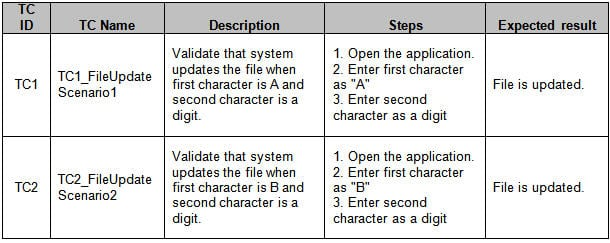 TC
ID
TC Name
Description
Steps
Expected result
TC1
TC1_FileUpdate
Scenario1
Validate that system
updates the file when
first character is A and
second character is a
digit.
1. Open the application.
2. Enter first character
as "A"
3. Enter second
character as a digit
File is updated.
TC2
TC2_FileUpdate
Scenario2
Validate that system
updates the file when
first character is B and
second character is a
digit.
1. Open the application.
2. Enter first character
as "B"
3. Enter second
character as a digit
File is updated.